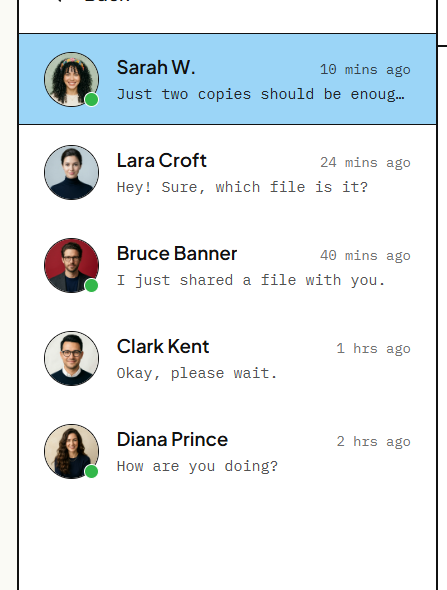 Back
Sarah W. 10 mins ago
Just two copies should be enoug…
Lara Croft 24 mins ago
Hey! Sure, which file is it?
Bruce Banner 40 mins ago
I just shared a file with you.
Clark Kent 1 hrs ago
Okay, please wait.
Diana Prince 2 hrs ago
How are you doing?